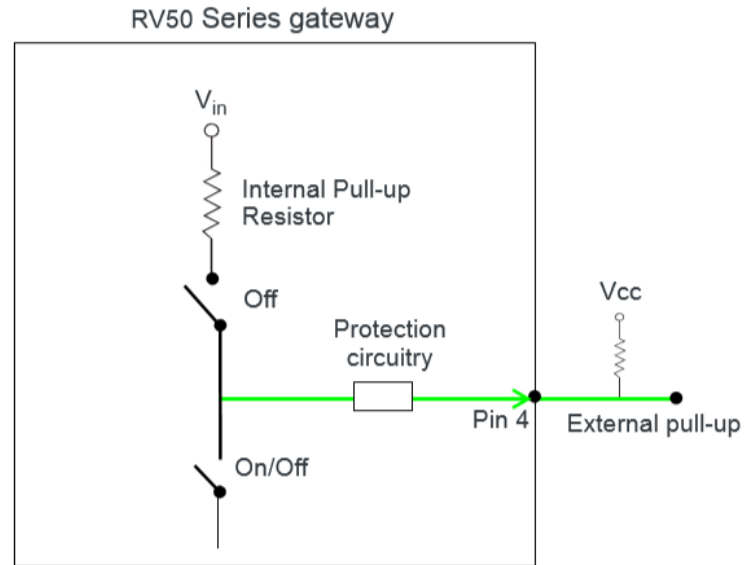 RV50 Series gateway
Vin
Internal Pull-up
Resistor
Off
Vcc
Protection
circuitry
Pin 4
External pull-up
On/Off